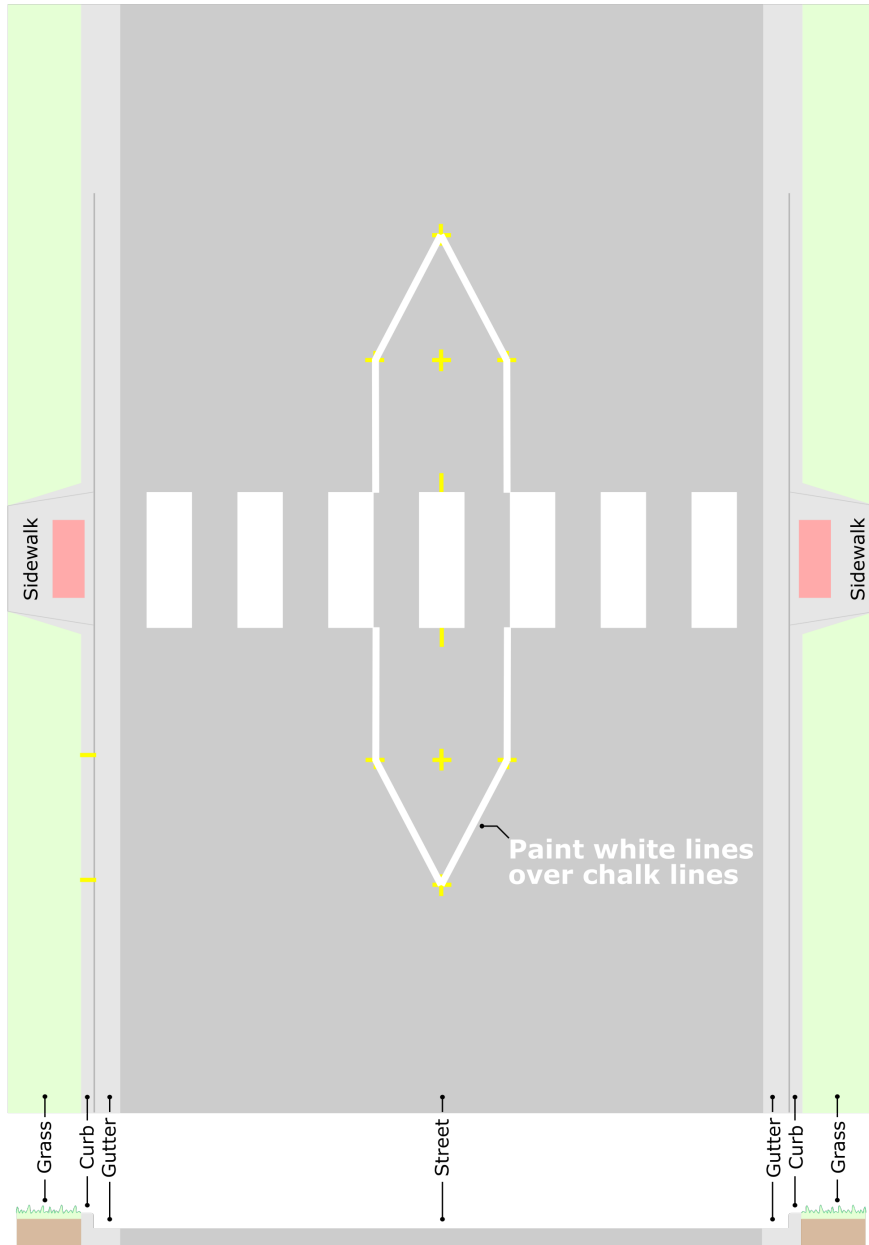 Sidewalk
Sidewalk
Paint white lines
over chalk lines
Grass
Curb
Gutter
Street
Gutter
Curb
Grass